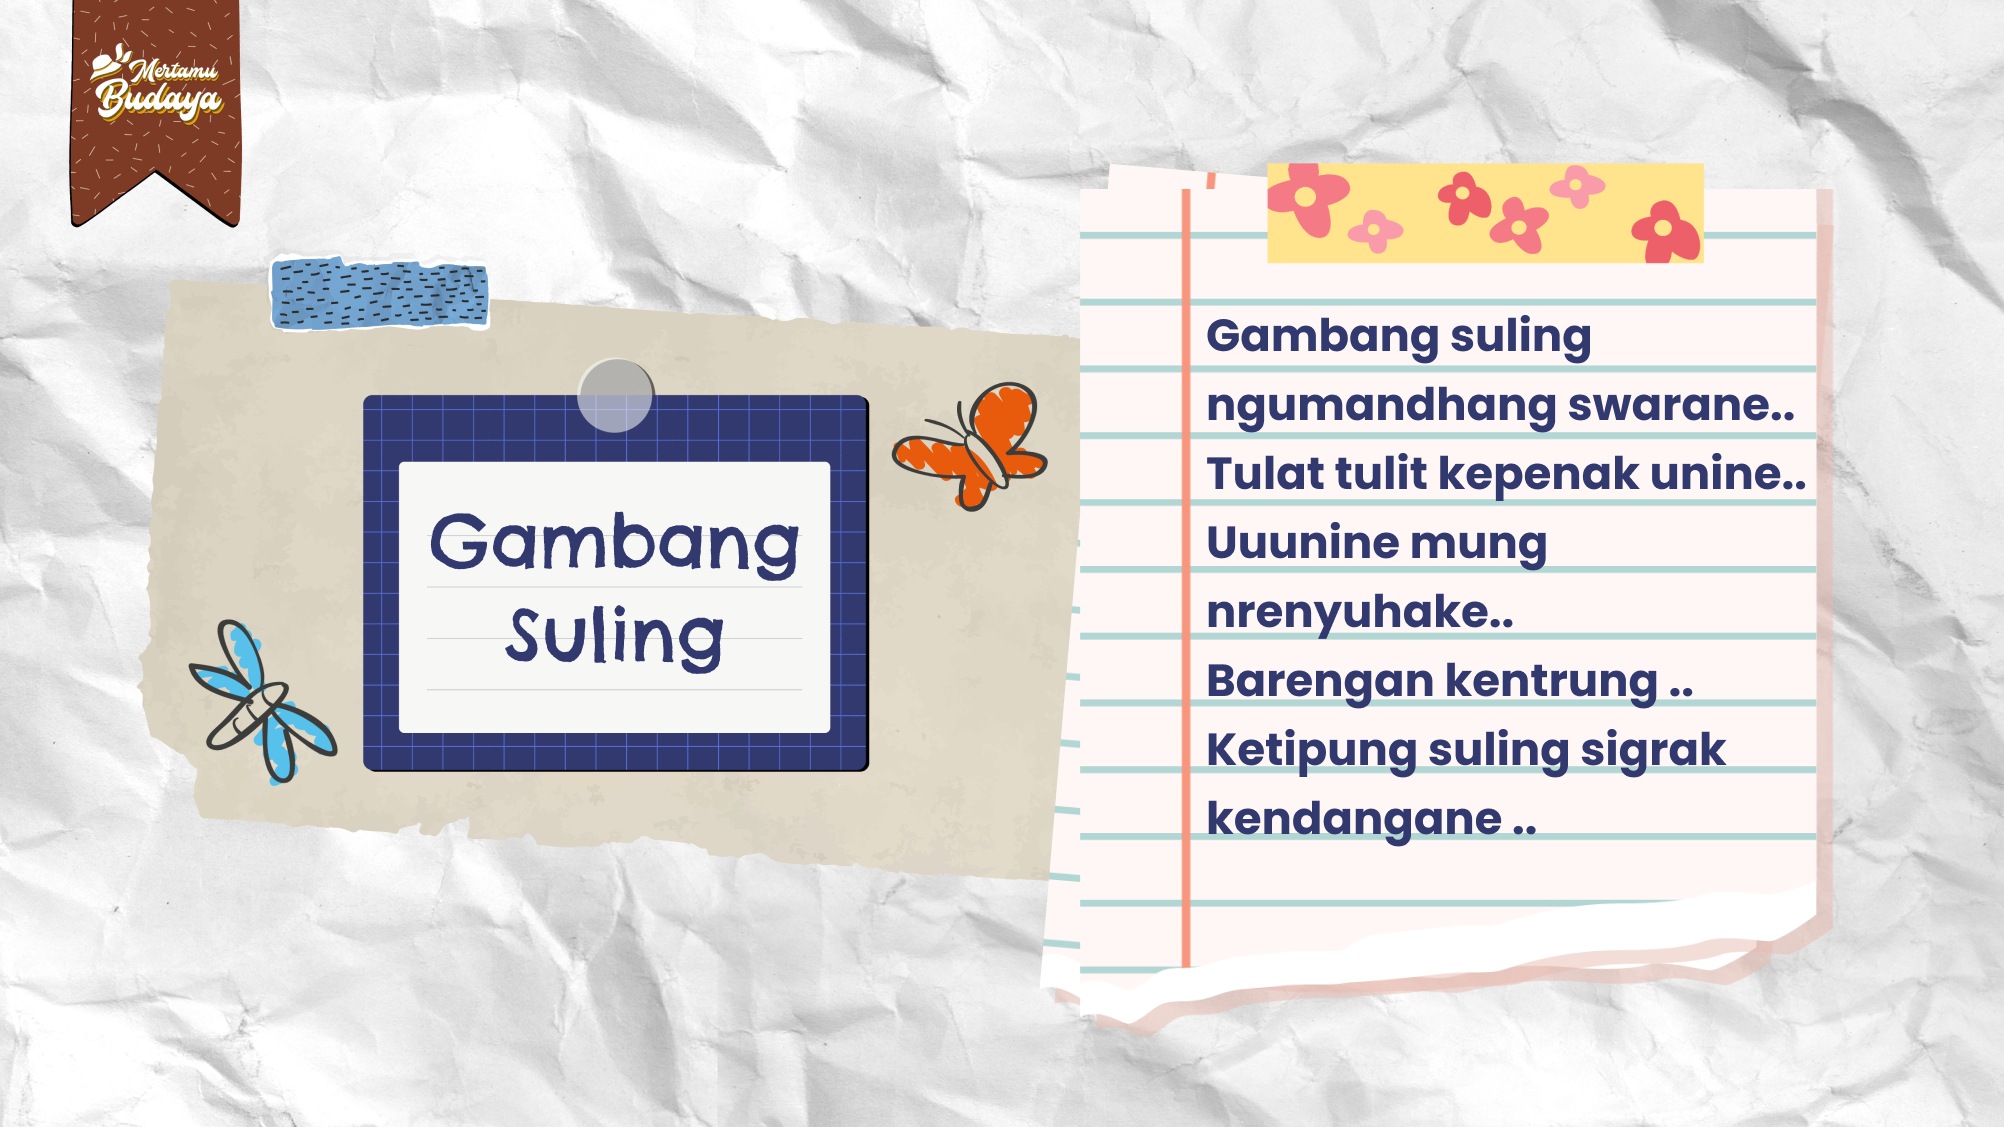 Mertamu
Budaya
Gambang
Suling
Gambang suling
ngumandhang swarane..
Tulat tulit kepenak unine..
Uuunine mung
nrenyuhake..
Barengan kentrung ..
Ketipung suling sigrak
kendangane ..